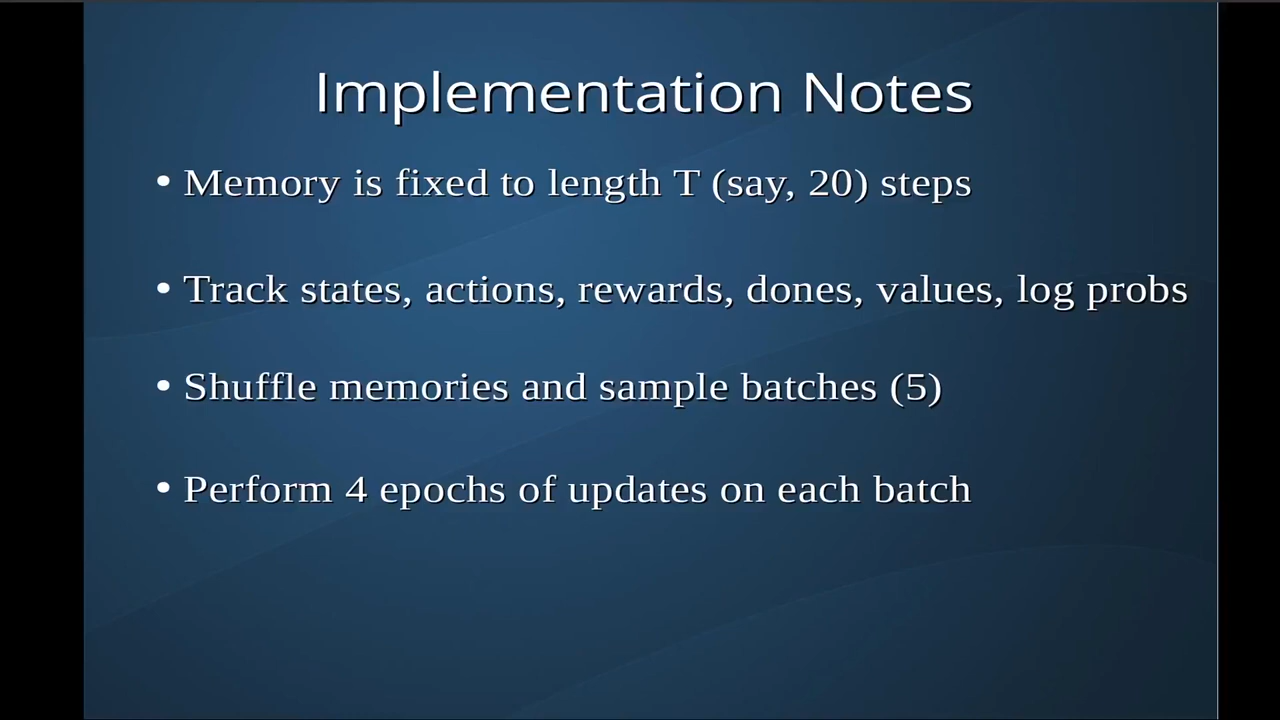 Implementation Notes
• Memory is fixed to length T (say, 20) steps
• Track states, actions, rewards, dones, values, log probs
• Shuffle memories and sample batches (5)
• Perform 4 epochs of updates on each batch